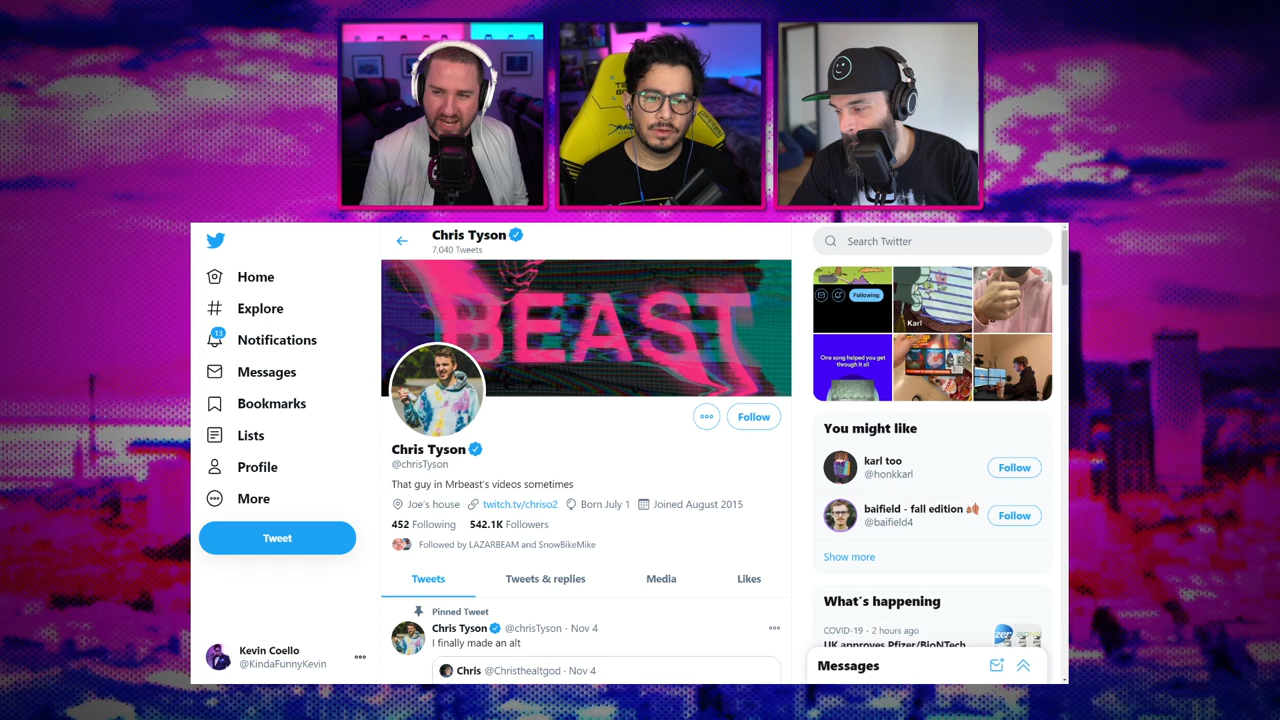 Chris Tyson
7,040 Tweets
Search Twitter
BEAST
Home
Explore
13
Notifications
Messages
Bookmarks
Lists
Profile
More
Tweet
Following
Karl
One song helped you get
through it all
Follow
Chris Tyson
@chrisTyson
That guy in Mrbeast's videos sometimes
Joe's house twitch.tv/chriso2 Born July 1 Joined August 2015
452 Following 542.1K Followers
Followed by LAZARBEAM and SnowBikeMike
Tweets Tweets & replies Media Likes
Pinned Tweet
Chris Tyson @chrisTyson · Nov 4
I finally made an alt
Chris @Christhealtgod · Nov 4
You might like
karl too
@honkkarl
Follow
baifield - fall edition
@baifield4
Follow
Show more
What's happening
COVID-19 · 2 hours ago
UK approves Pfizer/BioNTech
Messages
Kevin Coello
@KindaFunnyKevin